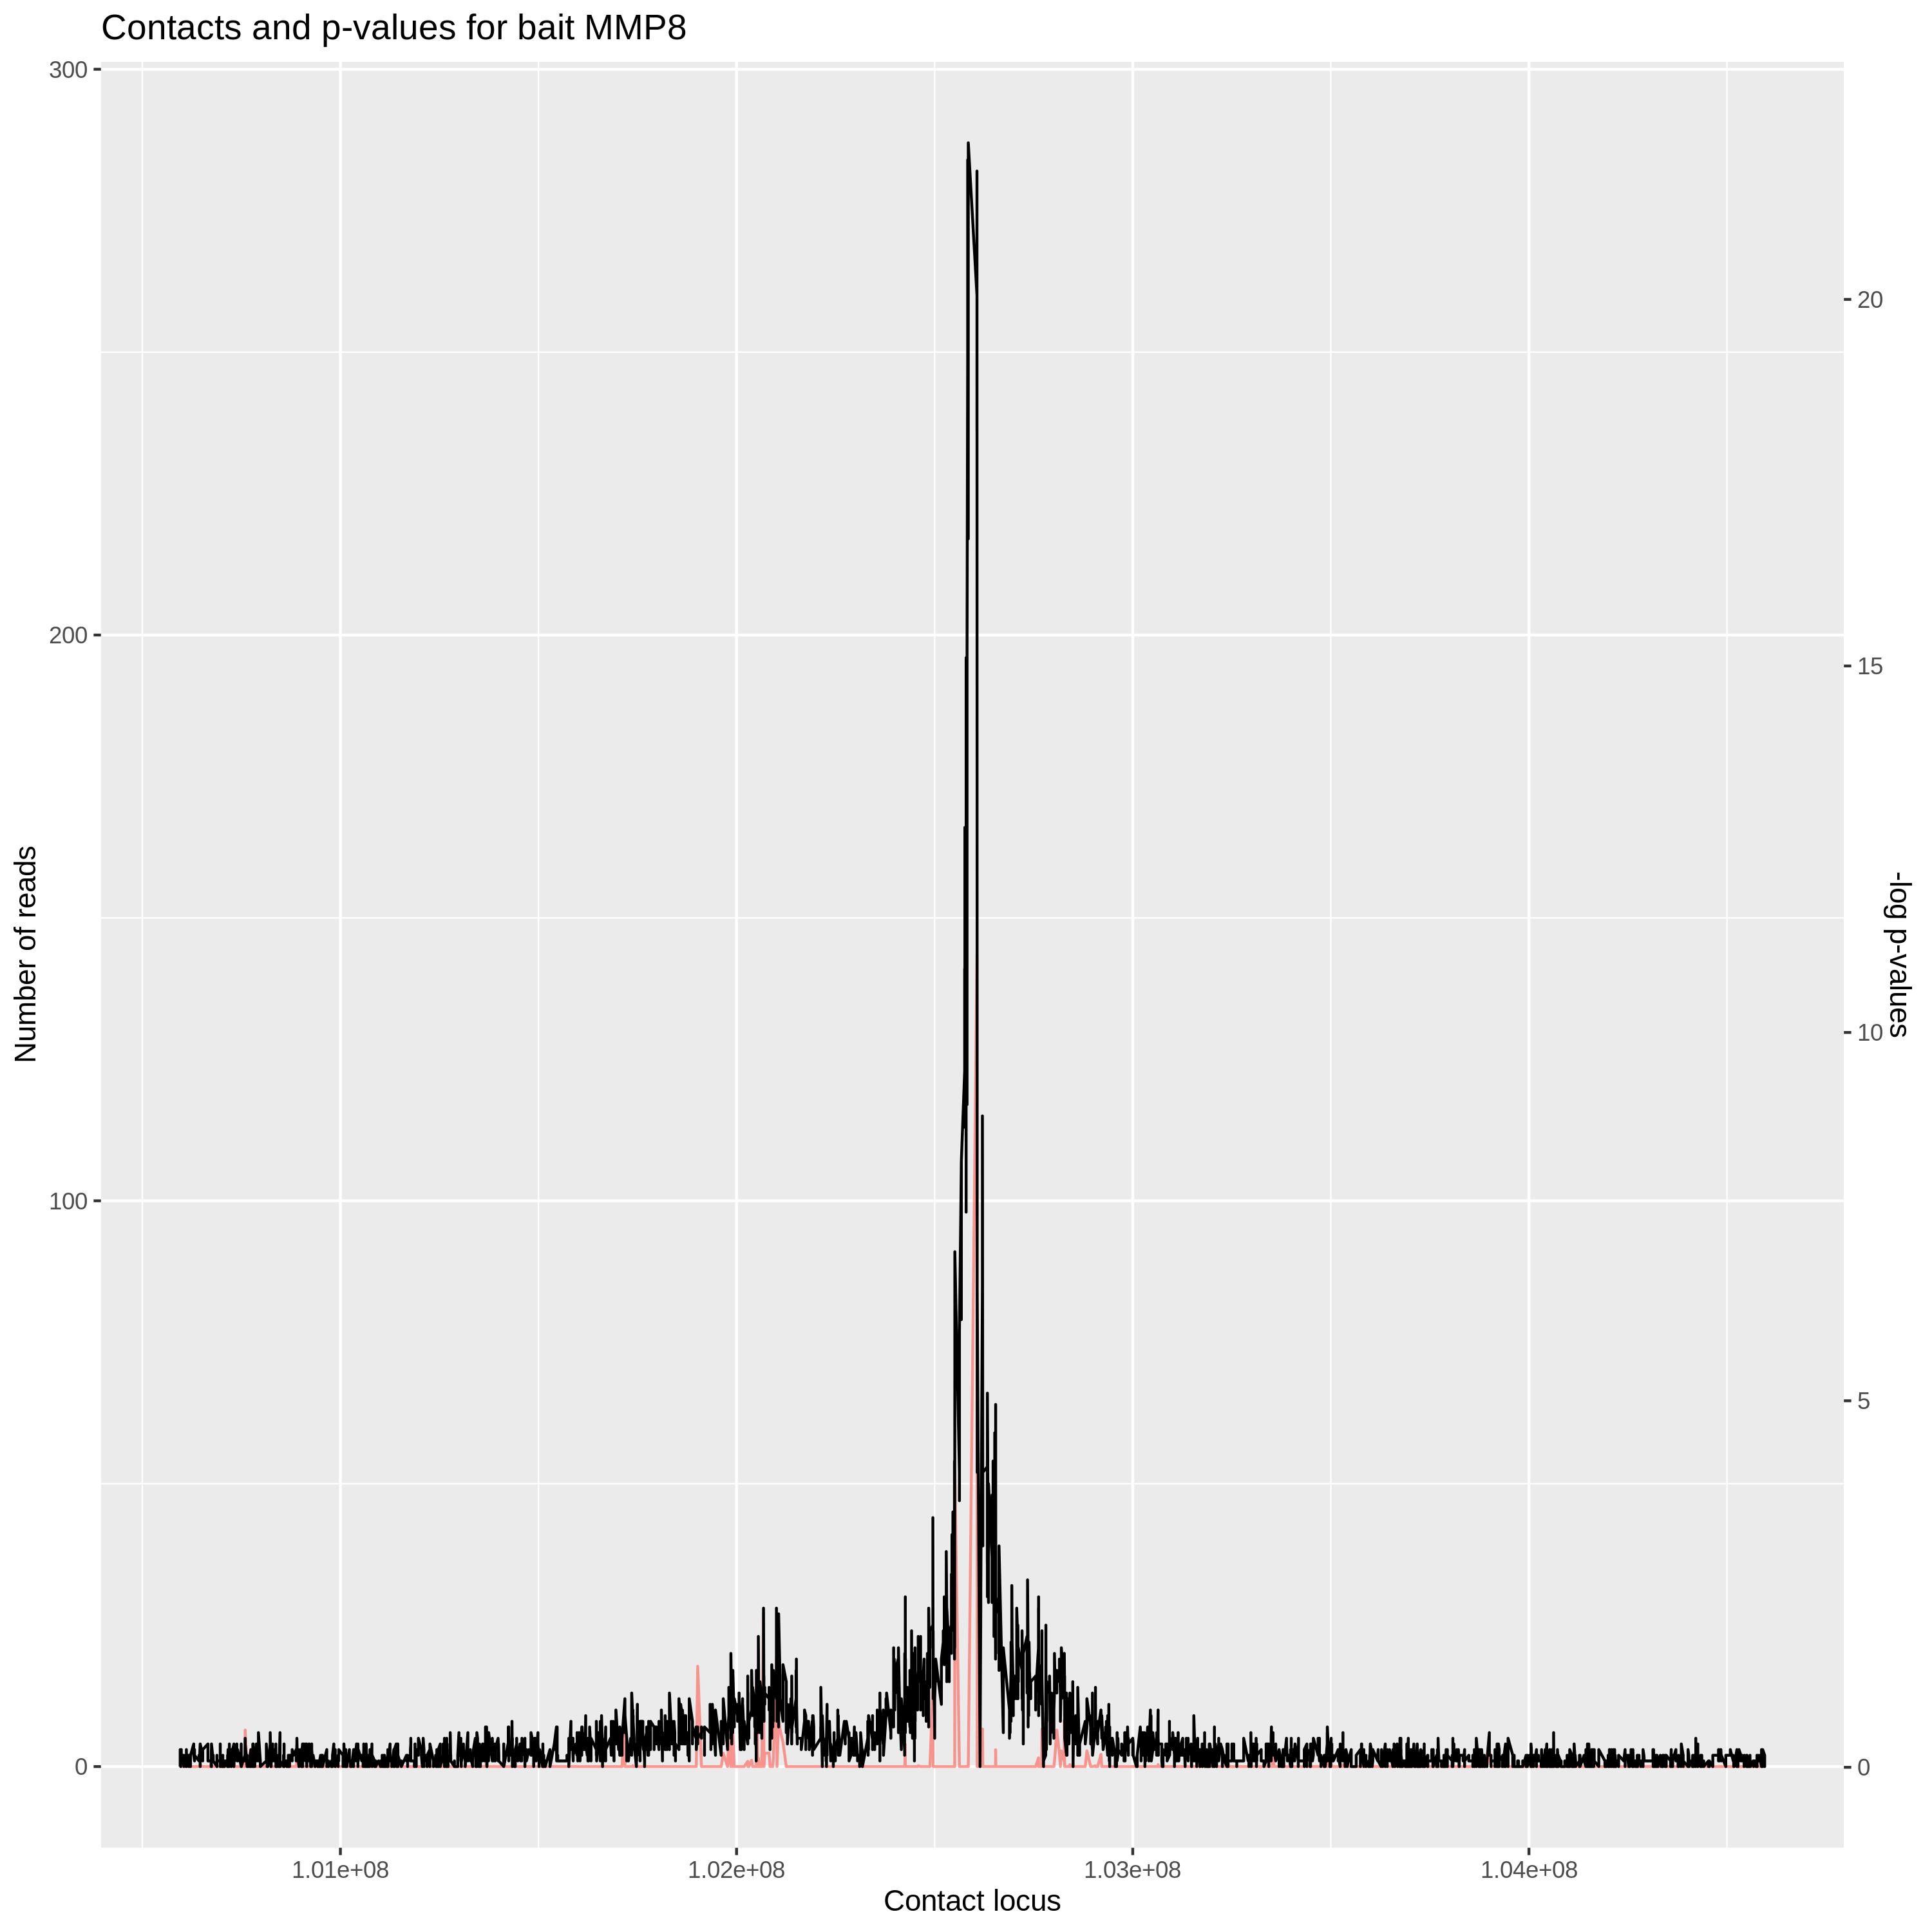 Contacts and p-values for bait MMP8
300
200
100
0
Number of reads
20
15
10
5
0
-log p-values
1.01e+08
1.02e+08
1.03e+08
1.04e+08
Contact locus